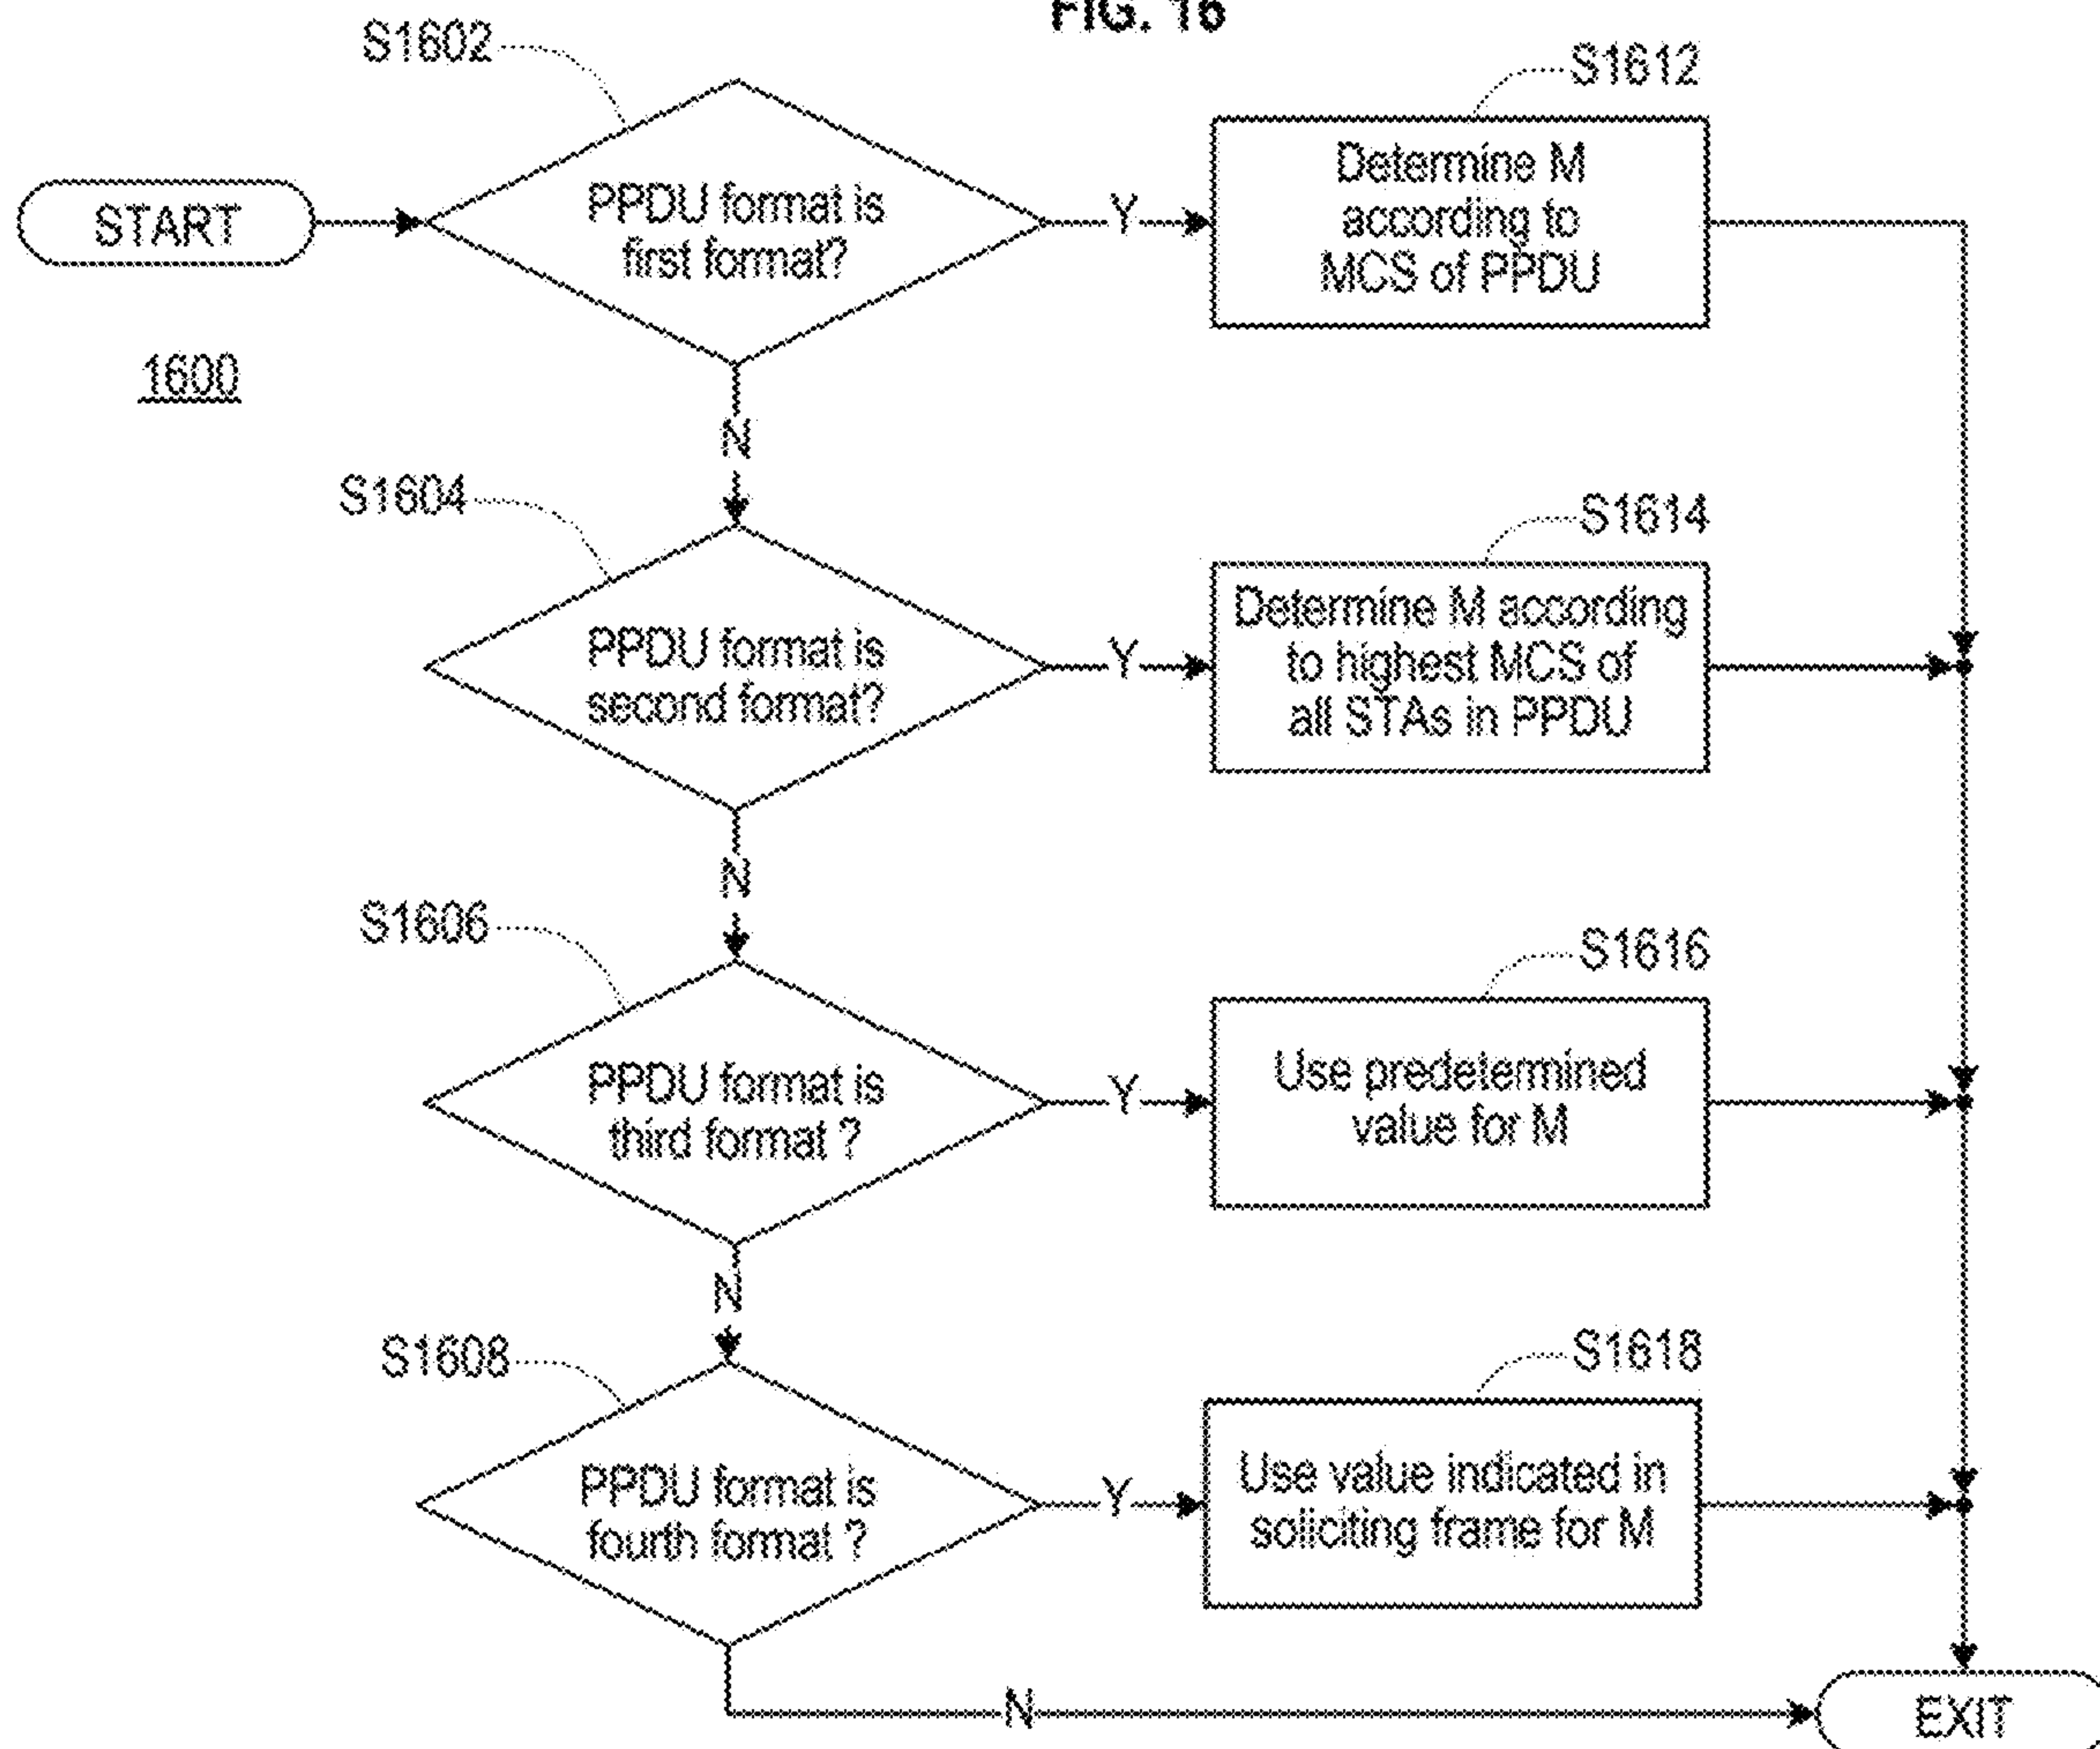 FIG. 16
S1602
S1612
START
PPDU format is
first format?
Y
Determine M
according to
MCS of PPDU
1600
N
S1604
S1614
PPDU format is
second format?
Y
Determine M according
to highest MCS of
all STAs in PPDU
N
S1606
S1616
PPDU format is
third format ?
Y
Use predetermined
value for M
N
S1608
S1618
PPDU format is
fourth format ?
Y
Use value indicated in
soliciting frame for M
N
EXIT